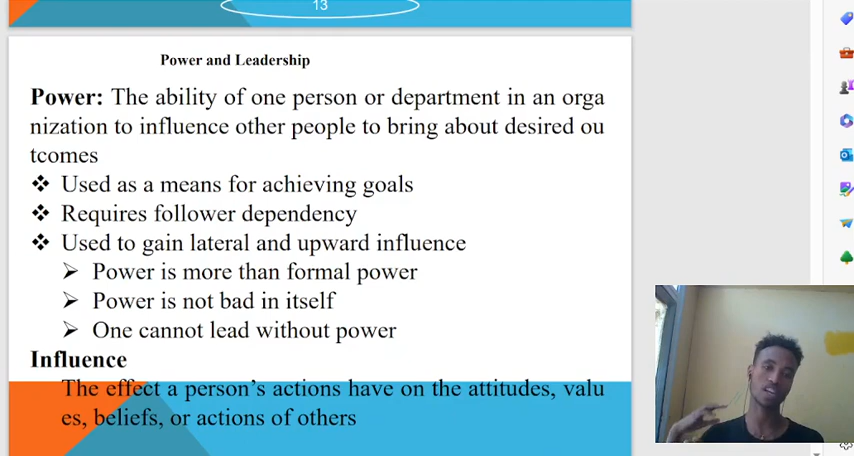 13
Power and Leadership
Power: The ability of one person or department in an orga
nization to influence other people to bring about desired ou
tcomes
❖ Used as a means for achieving goals
❖ Requires follower dependency
❖ Used to gain lateral and upward influence
➢ Power is more than formal power
➢ Power is not bad in itself
➢ One cannot lead without power
Influence
The effect a person's actions have on the attitudes, valu
es, beliefs, or actions of others